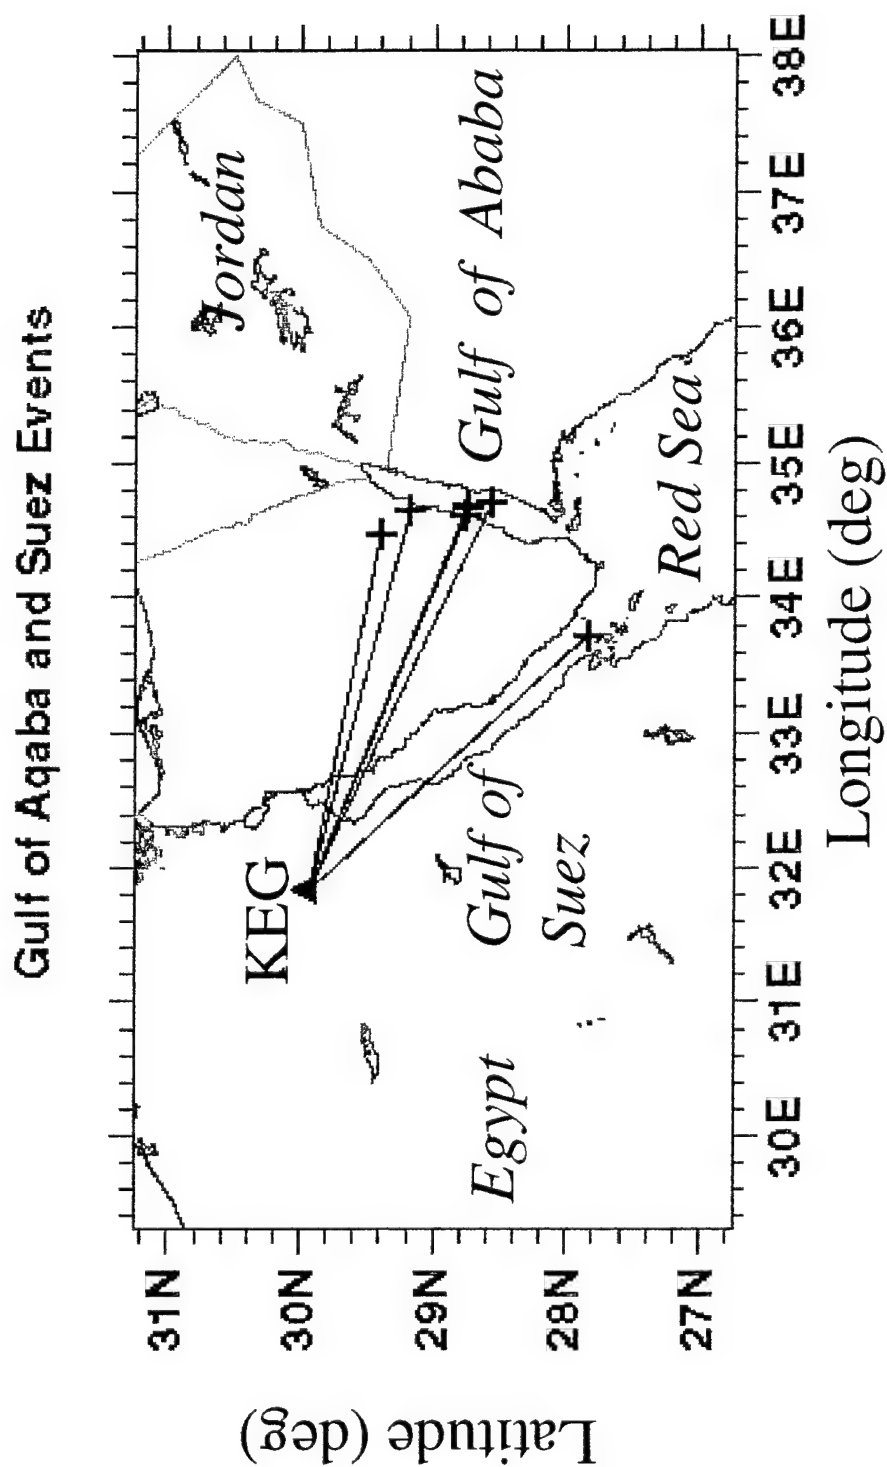 Gulf of Aqaba and Suez Events
Latitude (deg)
31N
30N
29N
28N
27N
KEG
Jordan
Gulf of Ababa
Gulf of
Suez
Egypt
Red Sea
30E 31E 32E 33E 34E 35E 36E 37E 38E
Longitude (deg)